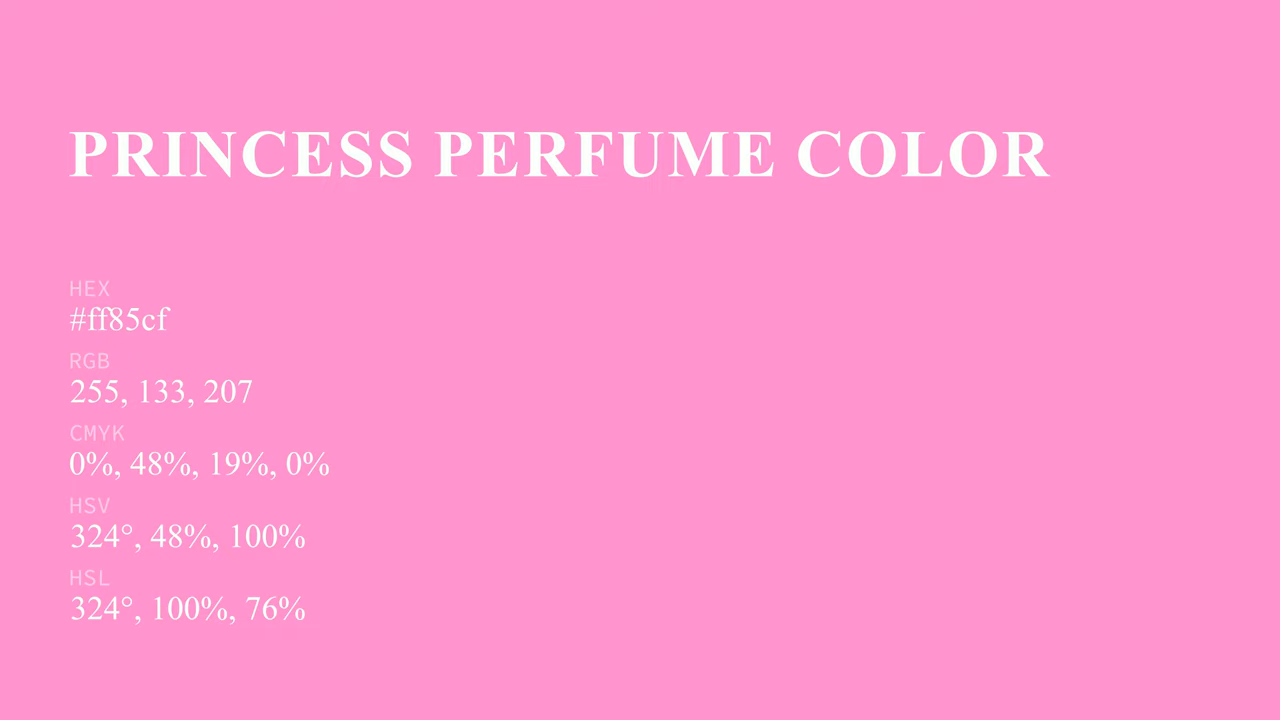 PRINCESS PERFUME COLOR
HEX
#ff85cf
RGB
255, 133, 207
CMYK
0%, 48%, 19%, 0%
HSV
324°, 48%, 100%
HSL
324°, 100%, 76%